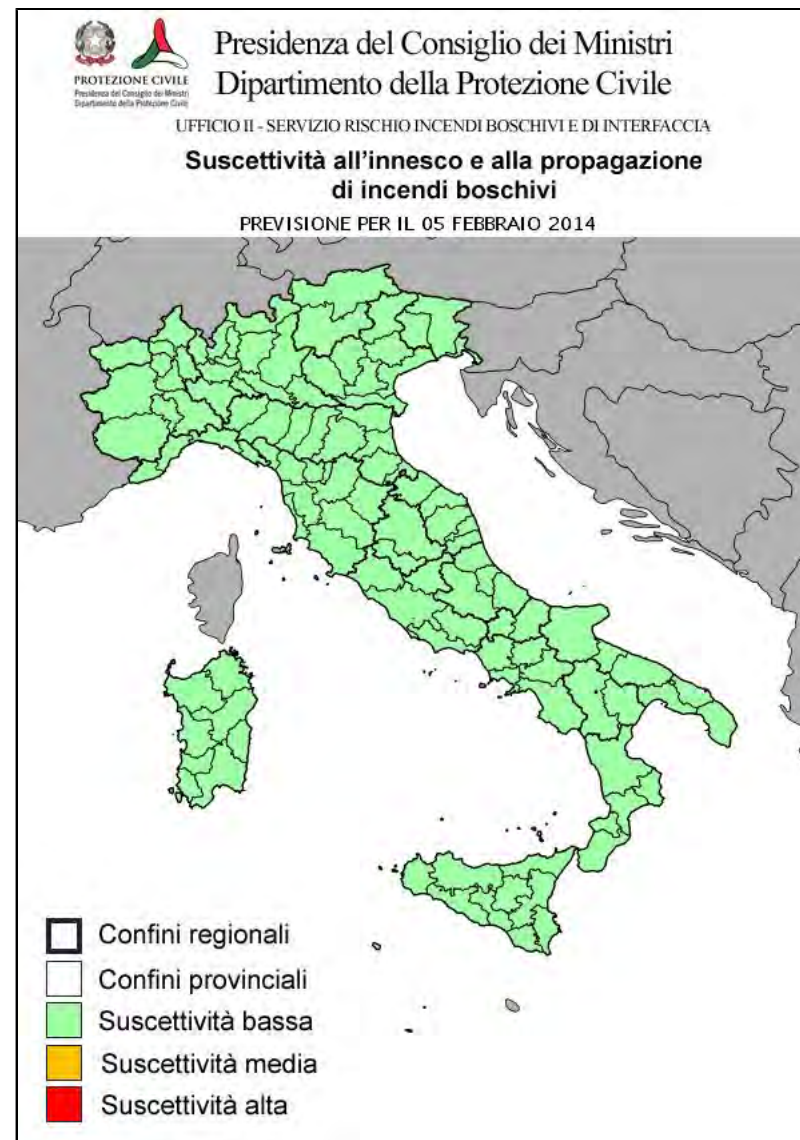 PROTEZIONE CIVILE
Presidenza del Consiglio dei Ministri
Dipartimento della Protezione Civile
Presidenza del Consiglio dei Ministri
Dipartimento della Protezione Civile
UFFICIO II - SERVIZIO RISCHIO INCENDI BOSCHIVI E DI INTERFACCIA
Suscettività all'innesco e alla propagazione
di incendi boschivi
PREVISIONE PER IL 05 FEBBRAIO 2014
Confini regionali
Confini provinciali
Suscettività bassa
Suscettività media
Suscettività alta